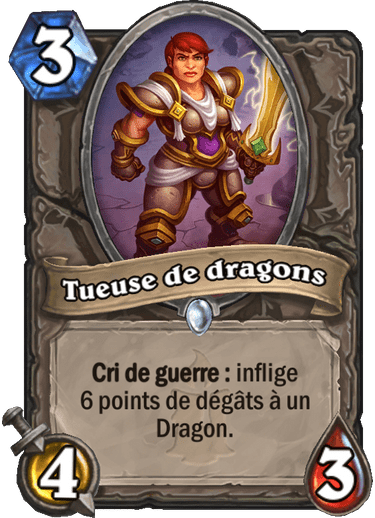 3
Tueuse de dragons
Cri de guerre : inflige
6 points de dégâts à un
Dragon.
4
3